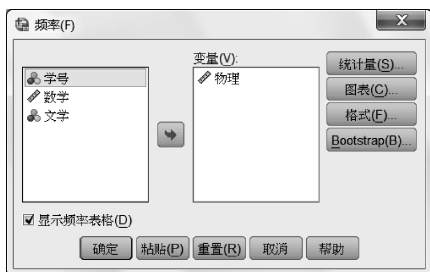 频率(F)
变量(V):
学号
数学
文学
物理
统计量(S)...
图表(C)...
格式(F)...
Bootstrap(B)...
显示频率表格(D)
确定
粘贴(P)
重置(R)
取消
帮助